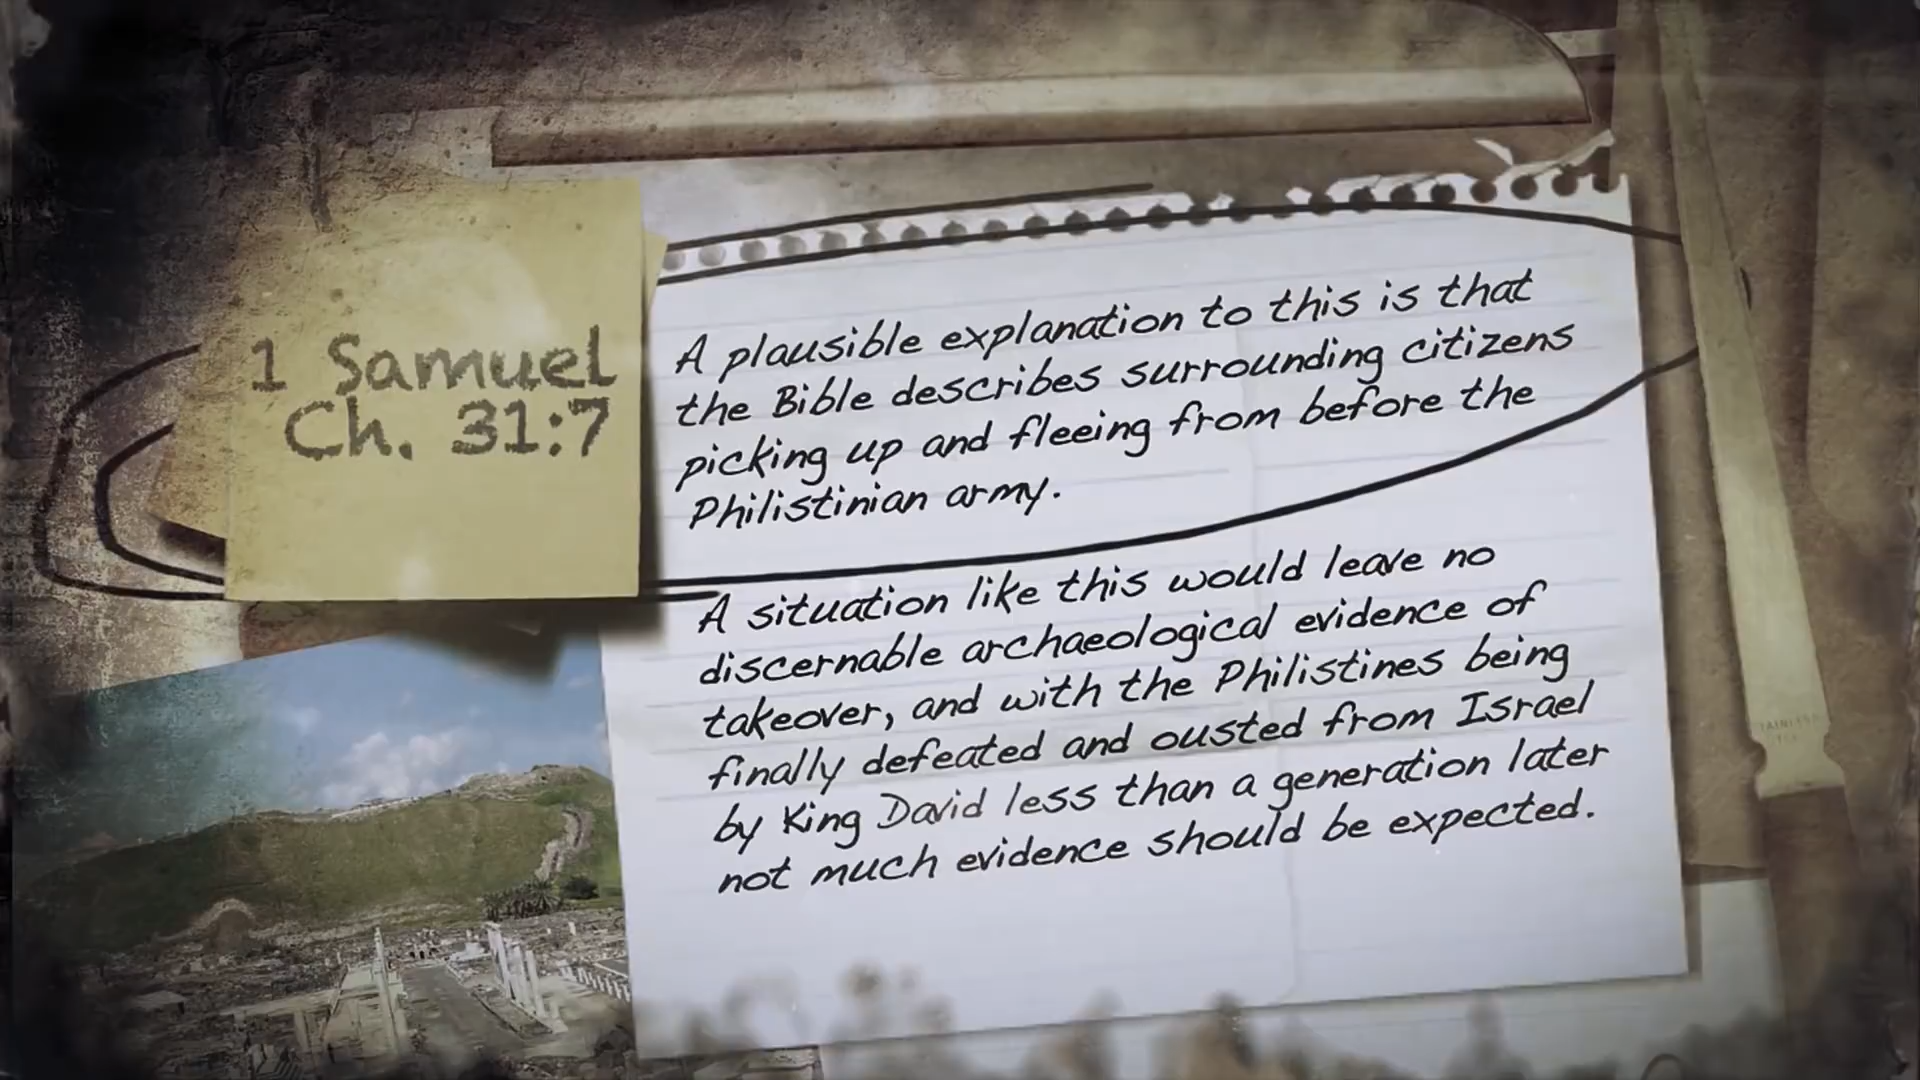 1 Samuel
Ch. 31:7
A plausible explanation to this is that
the Bible describes surrounding citizens
picking up and fleeing from before the
Philistinian army.
A situation like this would leave no
discernable archaeological evidence of
takeover, and with the Philistines being
finally defeated and ousted from Israel
by King David less than a generation later
not much evidence should be expected.